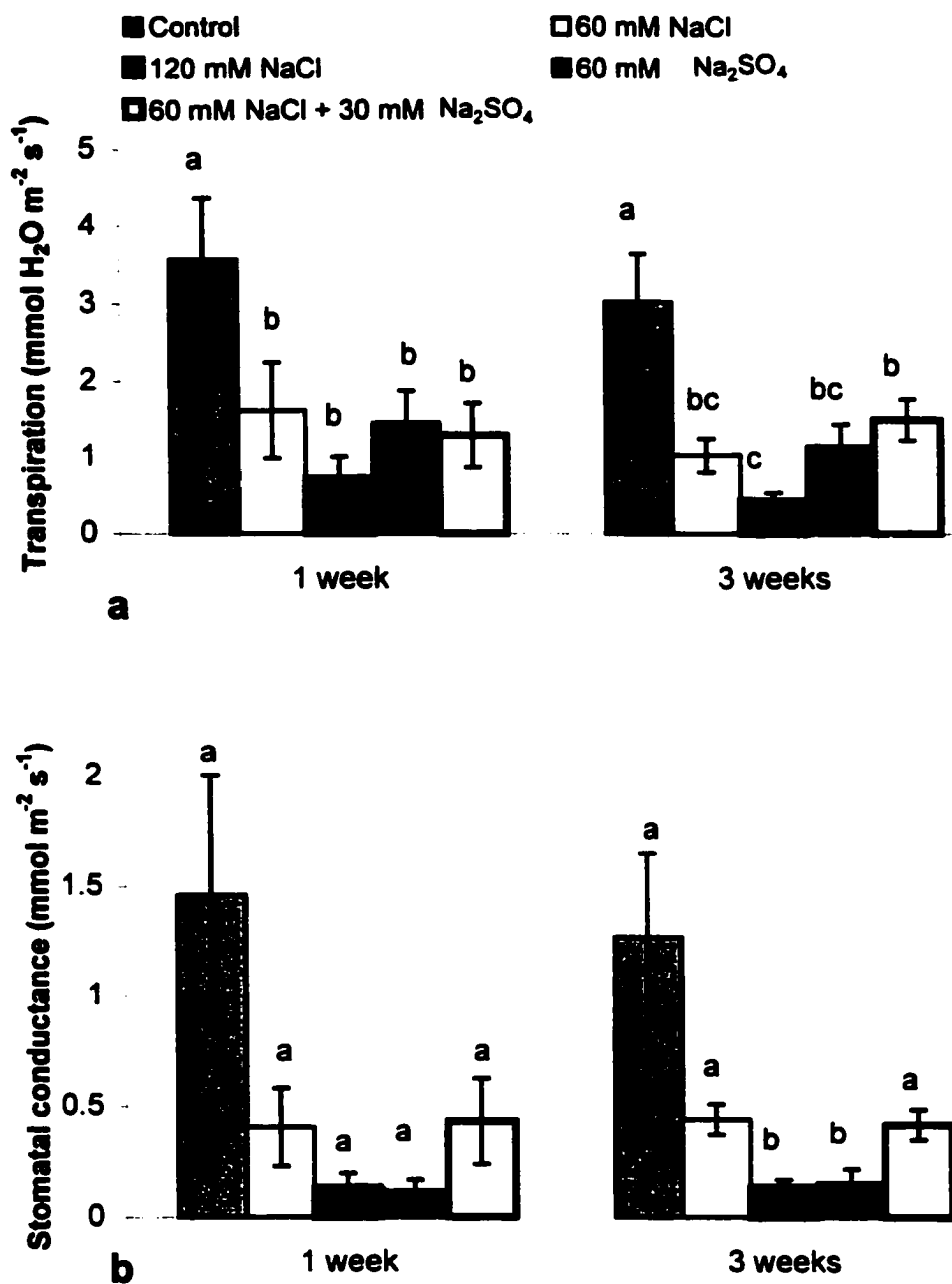 Control 60 mM NaCl
120 mM NaCl 60 mM Na₂SO₄
60 mM NaCl + 30 mM Na₂SO₄
Transpiration (mmol H₂O m⁻² s⁻¹)
5
4
3
2
1
0
a
b
b
b
b
a
bc
c
bc
b
1 week 3 weeks
a
Stomatal conductance (mmol m⁻² s⁻¹)
2
1.5
1
0.5
0
a
a
a
a
a
a
a
b
b
a
1 week 3 weeks
b